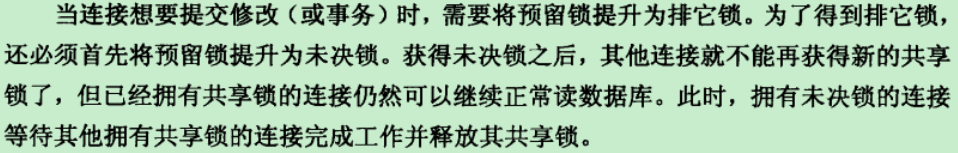 当连接想要提交修改（或事务）时，需要将预留锁提升为排它锁。为了得到排它锁，
还必须首先将预留锁提升为未决锁。获得未决锁之后，其他连接就不能再获得新的共享
锁了，但已经拥有共享锁的连接仍然可以继续正常读数据库。此时，拥有未决锁的连接
等待其他拥有共享锁的连接完成工作并释放其共享锁。